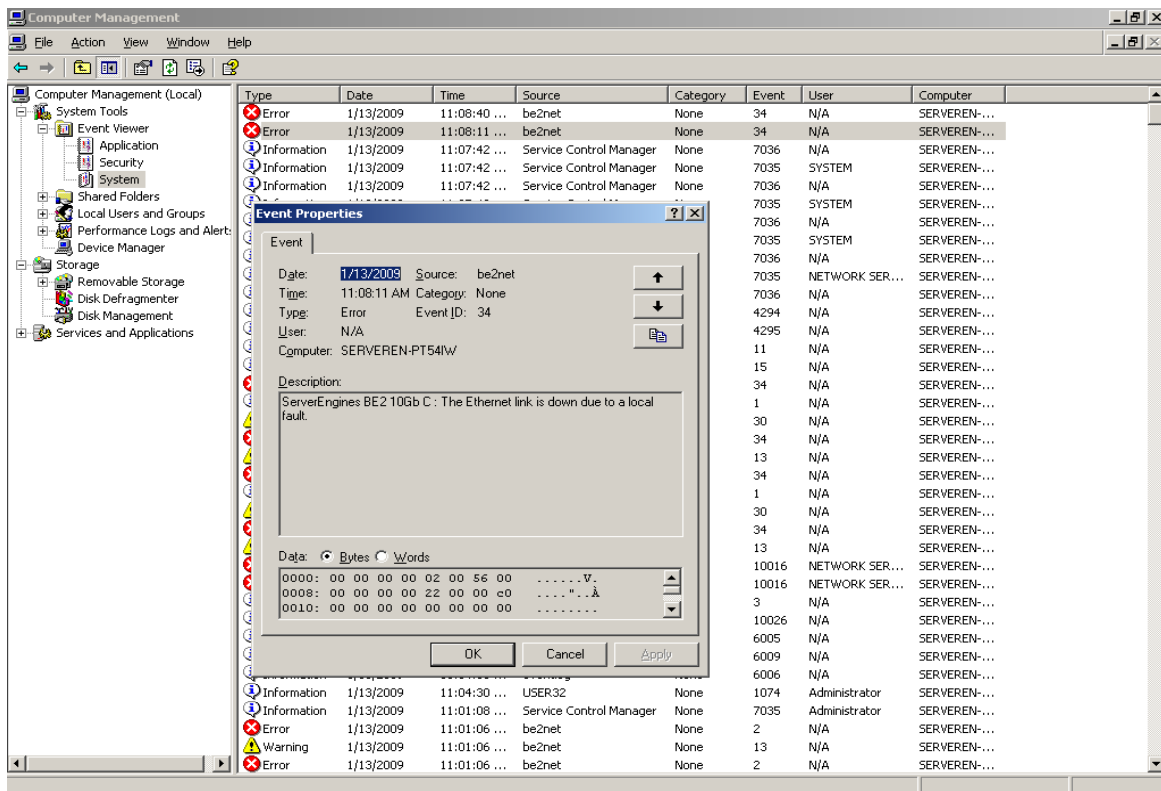 Computer Management
File Action View Window Help
Computer Management (Local)
System Tools
Event Viewer
Application
Security
System
Shared Folders
Local Users and Groups
Performance Logs and Alert:
Device Manager
Storage
Removable Storage
Disk Defragmenter
Disk Management
Services and Applications
Type Date Time Source Category Event User Computer
Error 1/13/2009 11:08:40 ... be2net None 34 N/A SERVEREN-...
Error 1/13/2009 11:08:11 ... be2net None 34 N/A SERVEREN-...
Information 1/13/2009 11:07:42 ... Service Control Manager None 7036 N/A SERVEREN-...
Information 1/13/2009 11:07:42 ... Service Control Manager None 7035 SYSTEM SERVEREN-...
Information 1/13/2009 11:07:42 ... Service Control Manager None 7036 N/A SERVEREN-...
7035 SYSTEM SERVEREN-...
7036 N/A SERVEREN-...
7035 SYSTEM SERVEREN-...
7036 N/A SERVEREN-...
7035 NETWORK SER... SERVEREN-...
7036 N/A SERVEREN-...
4294 N/A SERVEREN-...
4295 N/A SERVEREN-...
11 N/A SERVEREN-...
15 N/A SERVEREN-...
34 N/A SERVEREN-...
1 N/A SERVEREN-...
30 N/A SERVEREN-...
34 N/A SERVEREN-...
13 N/A SERVEREN-...
34 N/A SERVEREN-...
1 N/A SERVEREN-...
30 N/A SERVEREN-...
34 N/A SERVEREN-...
13 N/A SERVEREN-...
10016 NETWORK SER... SERVEREN-...
10016 NETWORK SER... SERVEREN-...
3 N/A SERVEREN-...
10026 N/A SERVEREN-...
6005 N/A SERVEREN-...
6009 N/A SERVEREN-...
6006 N/A SERVEREN-...
Information 1/13/2009 11:04:30 ... USER32 None 1074 Administrator SERVEREN-...
Information 1/13/2009 11:01:08 ... Service Control Manager None 7035 Administrator SERVEREN-...
Error 1/13/2009 11:01:06 ... be2net None 2 N/A SERVEREN-...
Warning 1/13/2009 11:01:06 ... be2net None 13 N/A SERVEREN-...
Error 1/13/2009 11:01:06 ... be2net None 2 N/A SERVEREN-...
Event Properties
Event
Date: 1/13/2009 Source: be2net
Time: 11:08:11 AM Category: None
Type: Error Event ID: 34
User: N/A
Computer: SERVEREN-PT54IW
Description:
ServerEngines BE2 10Gb C : The Ethernet link is down due to a local
fault.
Data: Bytes Words
0000: 00 00 00 00 02 00 56 00 ......V.
0008: 00 00 00 00 22 00 00 c0 ...."..À
0010: 00 00 00 00 00 00 00 00 ........
OK Cancel Apply